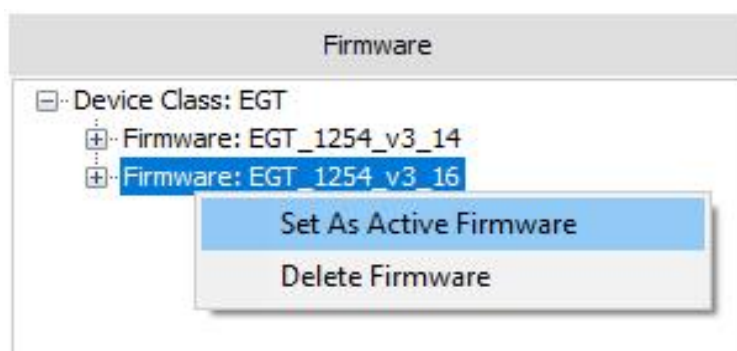 Firmware
Device Class: EGT
Firmware: EGT_1254_v3_14
Firmware: EGT_1254_v3_16
Set As Active Firmware
Delete Firmware